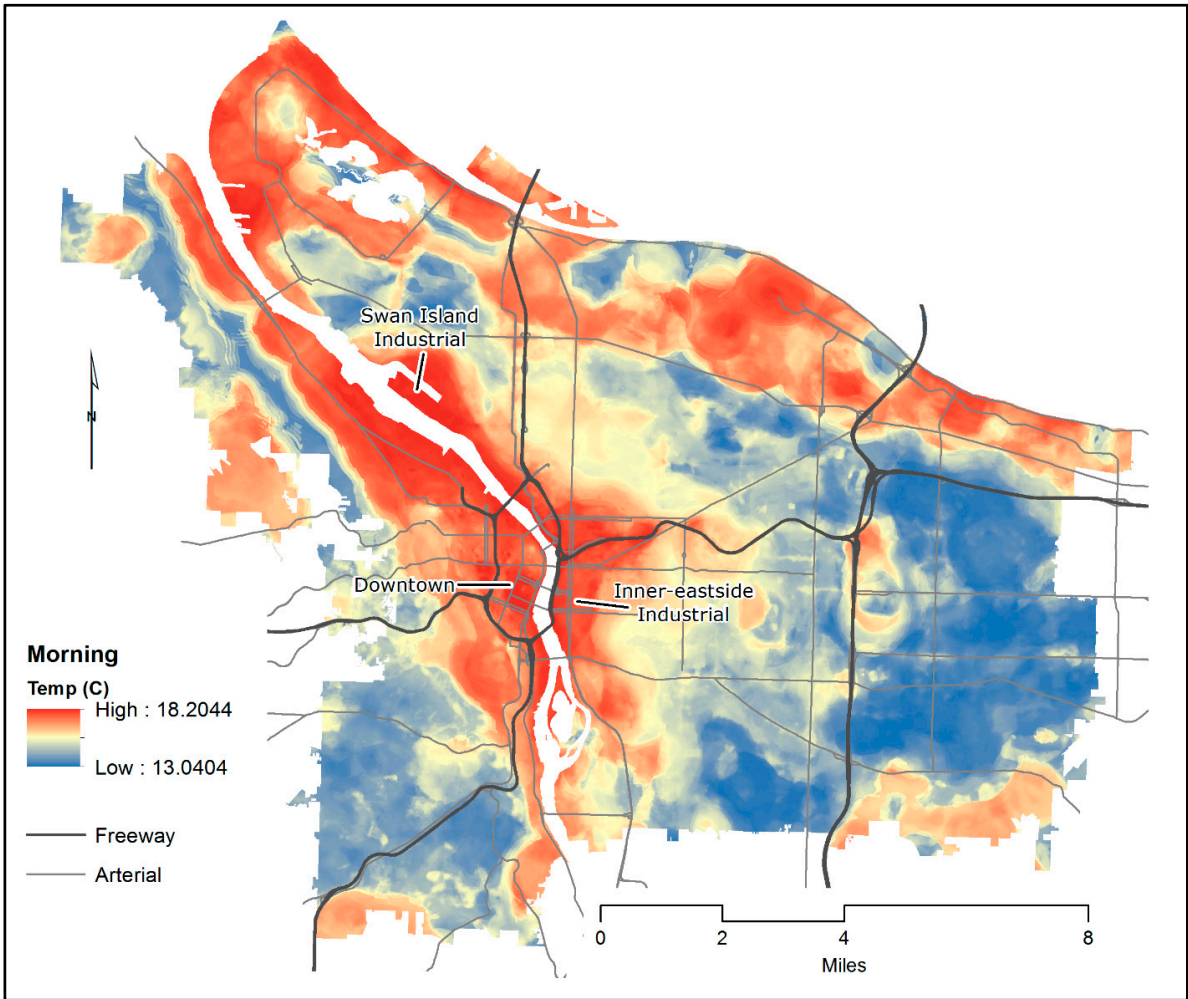 Swan Island
Industrial
N
Downtown
Inner-eastside
Industrial
Morning
Temp (C)
High : 18.2044
Low : 13.0404
Freeway
Arterial
0 2 4 8
Miles